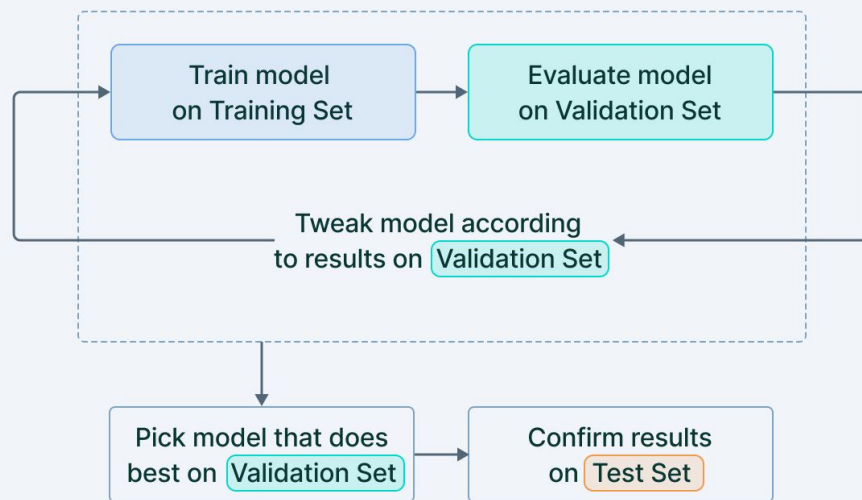 Train model
on Training Set
Evaluate model
on Validation Set
Tweak model according
to results on Validation Set
Pick model that does
best on Validation Set
Confirm results
on Test Set